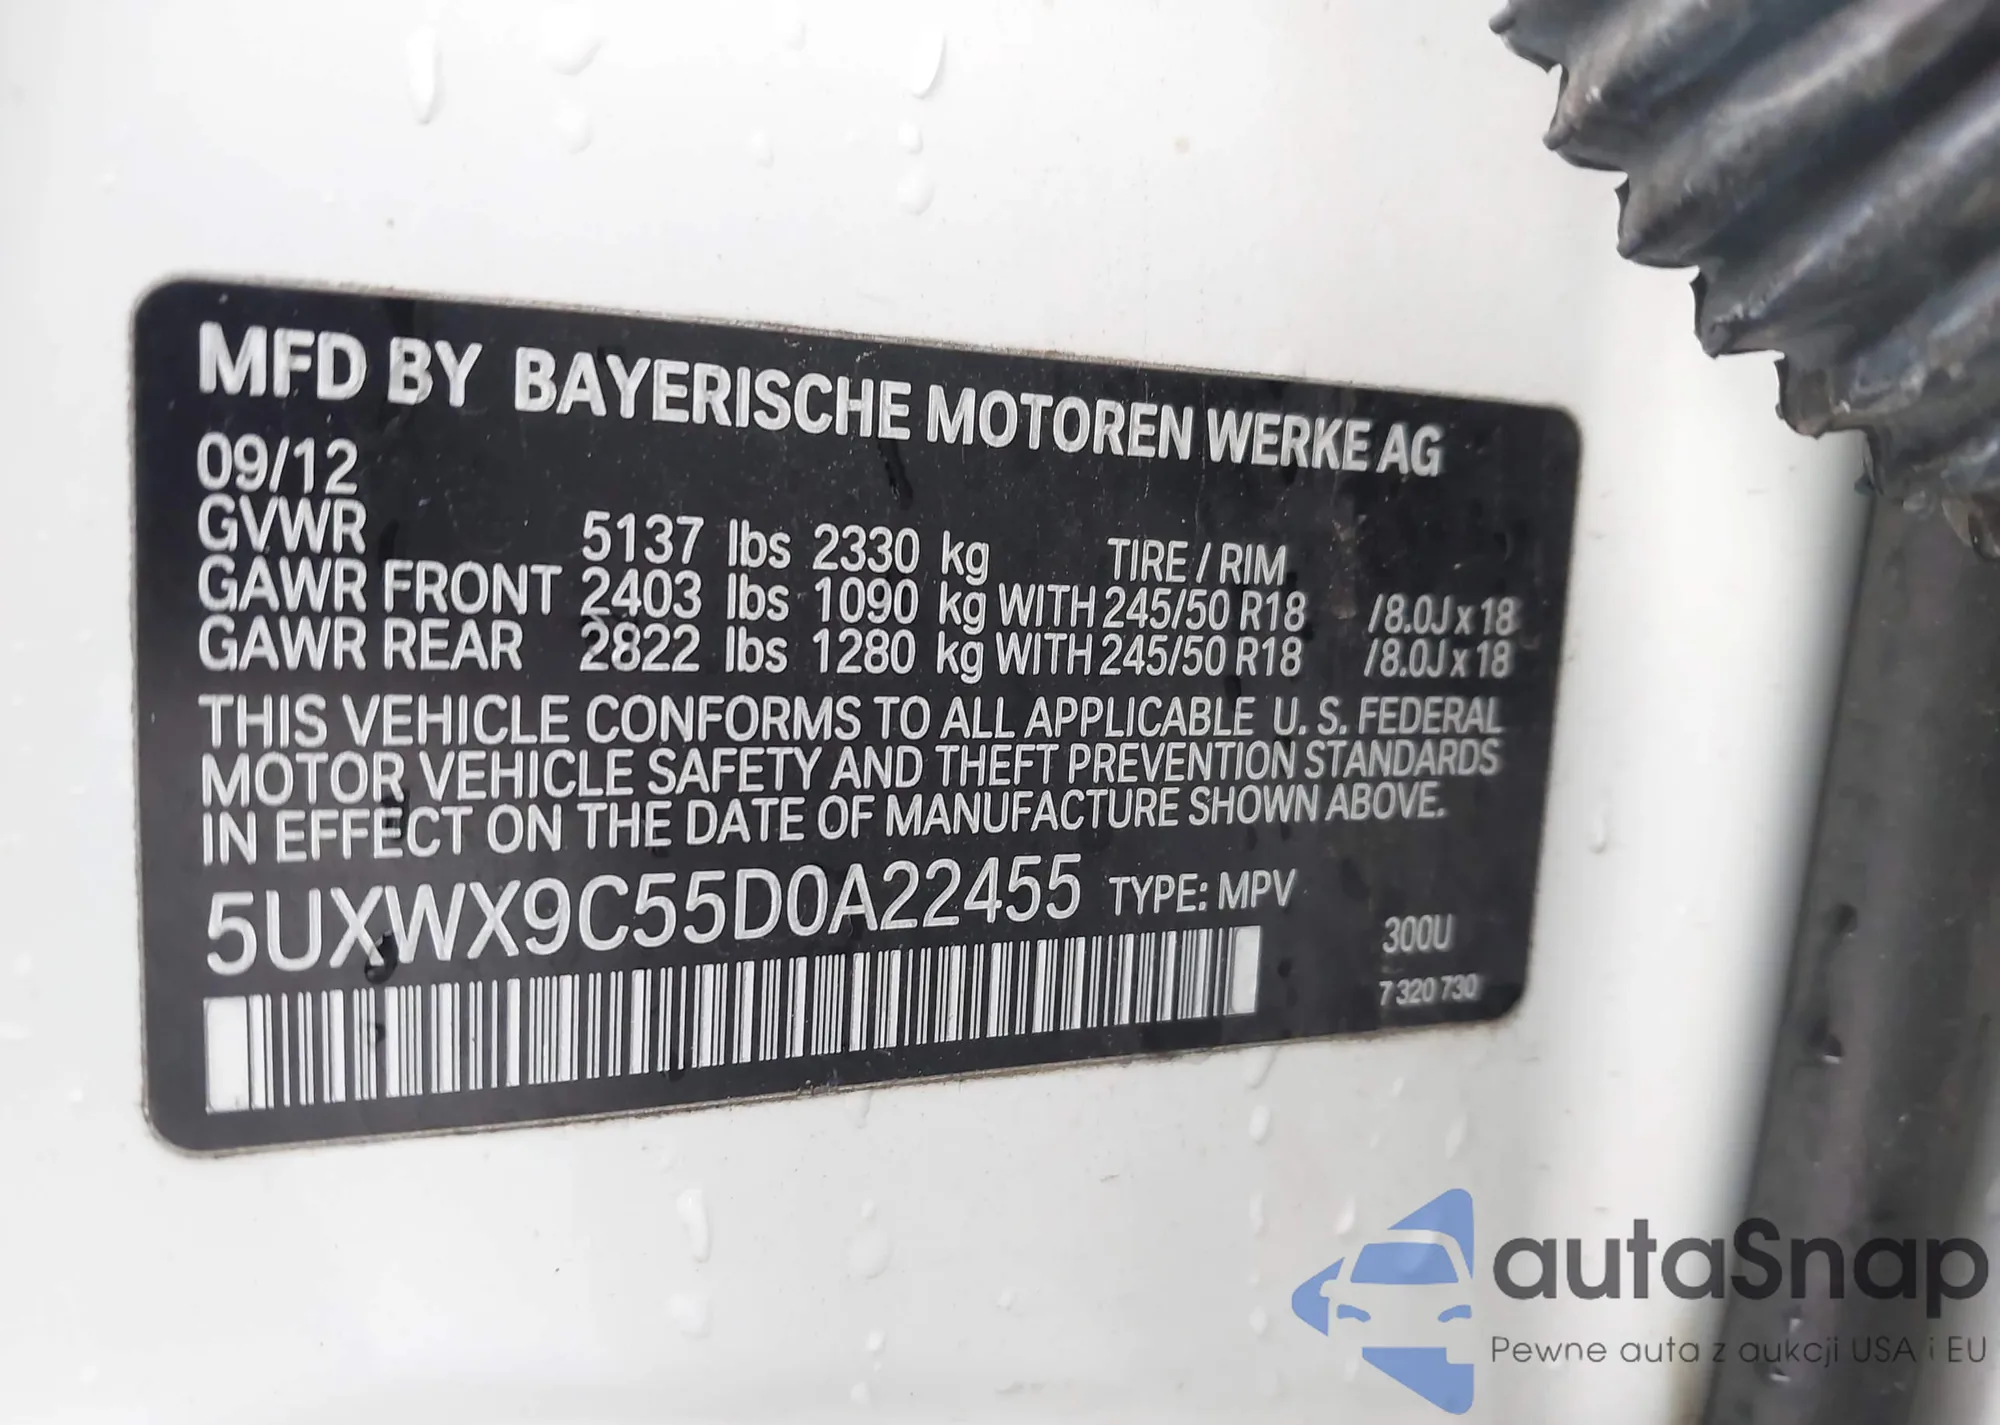 MFD BY BAYERISCHE MOTOREN WERKE AG
09/12
GVWR 5137 lbs 2330 kg TIRE / RIM
GAWR FRONT 2403 lbs 1090 kg WITH 245/50 R18 /8.0J x 18
GAWR REAR 2822 lbs 1280 kg WITH 245/50 R18 /8.0J x 18
THIS VEHICLE CONFORMS TO ALL APPLICABLE U. S. FEDERAL
MOTOR VEHICLE SAFETY AND THEFT PREVENTION STANDARDS
IN EFFECT ON THE DATE OF MANUFACTURE SHOWN ABOVE.
5UXWX9C55D0A22455 TYPE: MPV
300U
7 320 730
autaSnap
Pewne auta z aukcji USA i EU